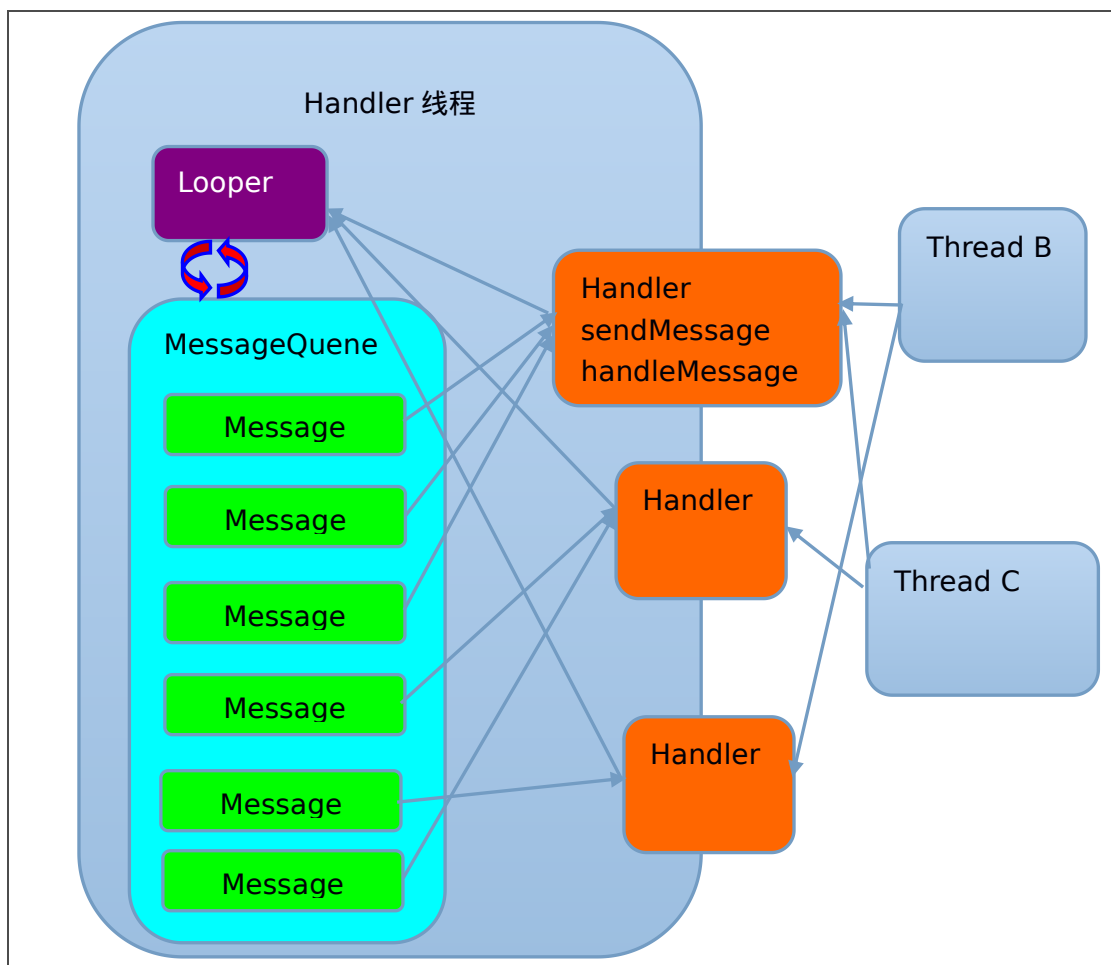 Handler 线程
Looper
MessageQuene
Message
Message
Message
Message
Message
Message
Handler
sendMessage
handleMessage
Handler
Handler
Thread B
Thread C